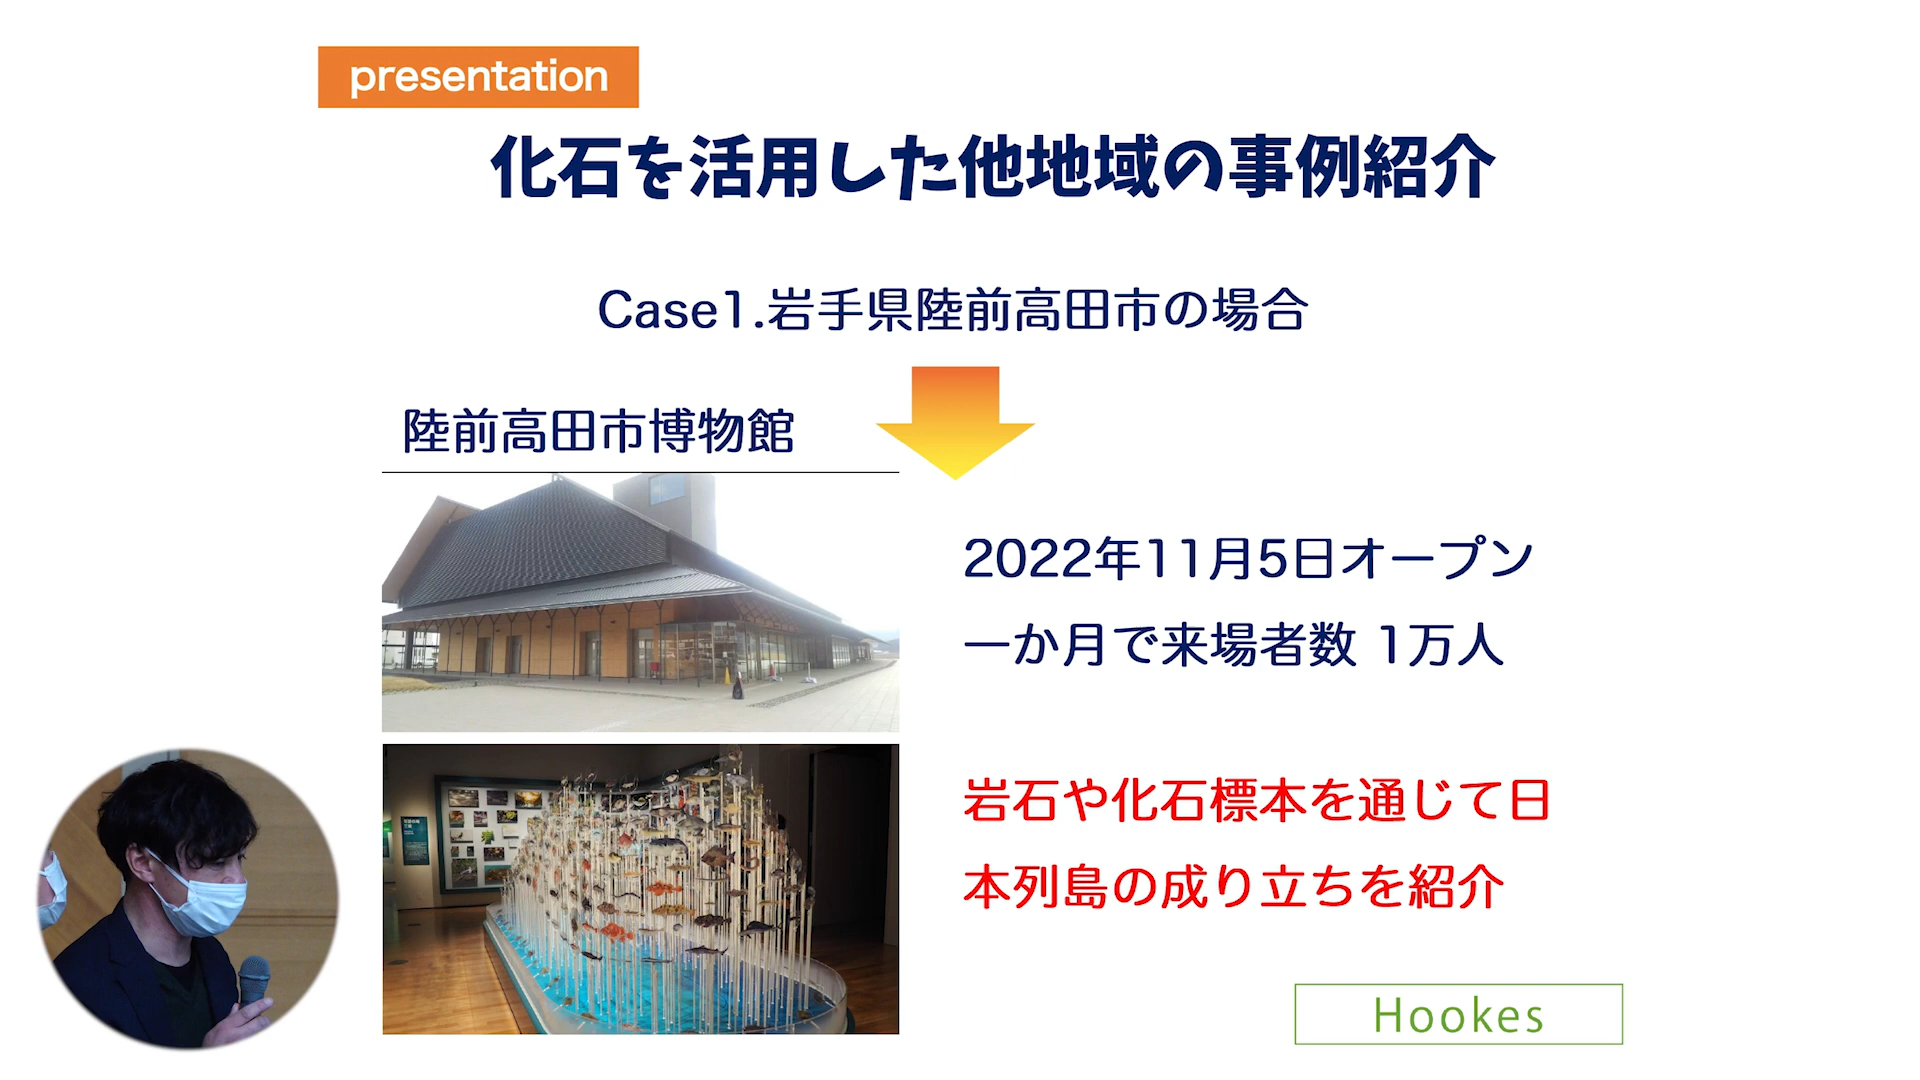 presentation
化石を活用した他地域の事例紹介
Case1.岩手県陸前高田市の場合
陸前高田市博物館
2022年11月5日オープン
一か月で来場者数 1万人
岩石や化石標本を通じて日
本列島の成り立ちを紹介
Hookes